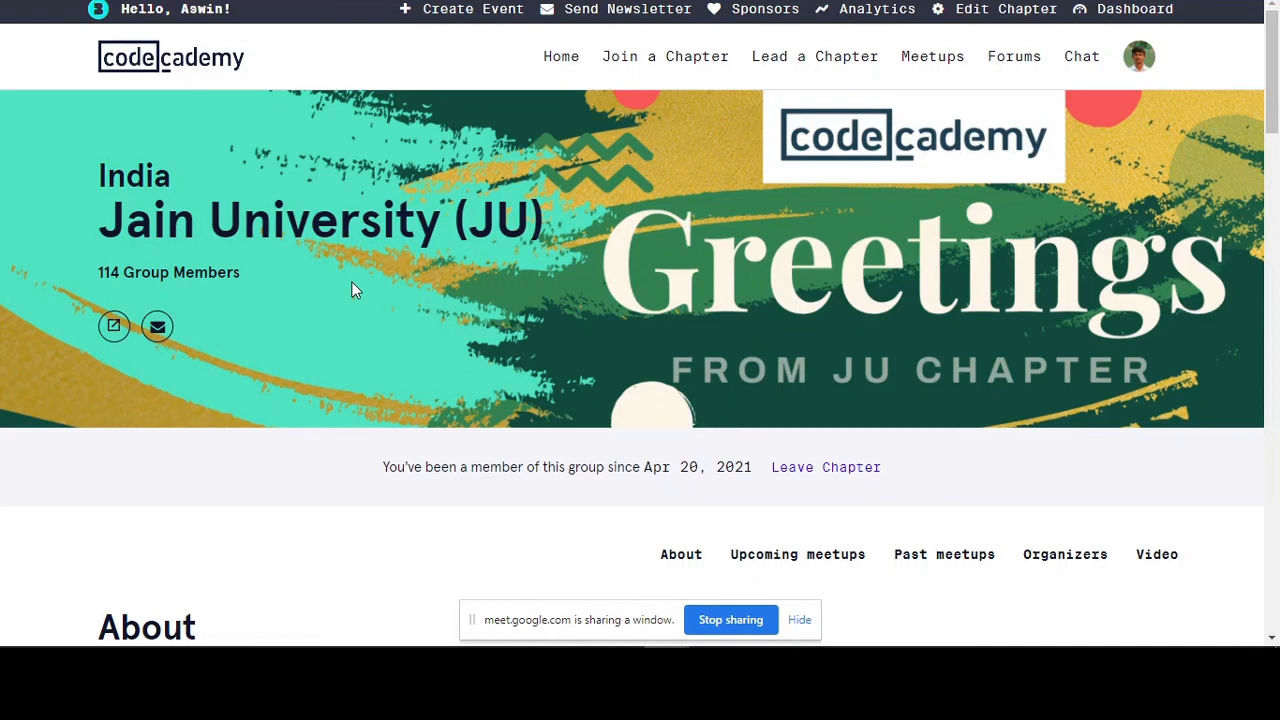 Hello, Aswin!
Create Event Send Newsletter Sponsors Analytics Edit Chapter Dashboard
codecademy
Home Join a Chapter Lead a Chapter Meetups Forums Chat
codecademy
India
Jain University (JU)
114 Group Members
Greetings
FROM JU CHAPTER
You've been a member of this group since Apr 20, 2021 Leave Chapter
About Upcoming meetups Past meetups Organizers Video
About
meet.google.com is sharing a window. Stop sharing Hide